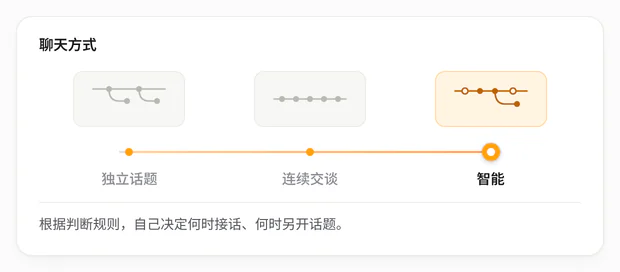 聊天方式
独立话题
连续交谈
智能
根据判断规则，自己决定何时接话、何时另开话题。